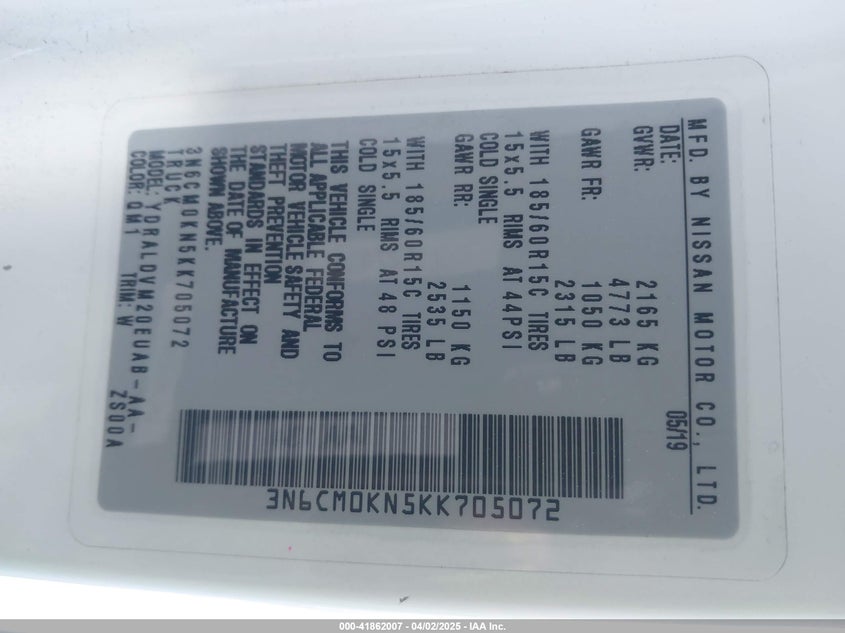 MFD. BY NISSAN MOTOR CO., LTD.
DATE: 05/19
GVWR: 2165 KG
4773 LB
GAWR FR: 1050 KG
2315 LB
WITH 185/60R15C TIRES
15x5.5 RIMS AT 44PSI
COLD SINGLE
GAWR RR: 1150 KG
2535 LB
WITH 185/60R15C TIRES
15x5.5 RIMS AT 48 PSI
COLD SINGLE
THIS VEHICLE CONFORMS TO
ALL APPLICABLE FEDERAL
MOTOR VEHICLE SAFETY AND
THEFT PREVENTION
STANDARDS IN EFFECT ON
THE DATE OF MANUFACTURE
SHOWN ABOVE.
3N6CM0KN5KK705072
TRUCK
MODEL: YDRALDVM20EUAB-AA-
ZS00A
COLOR: QM1 TRIM: W
3N6CM0KN5KK705072
000-41862007 - 04/02/2025 - IAA Inc.